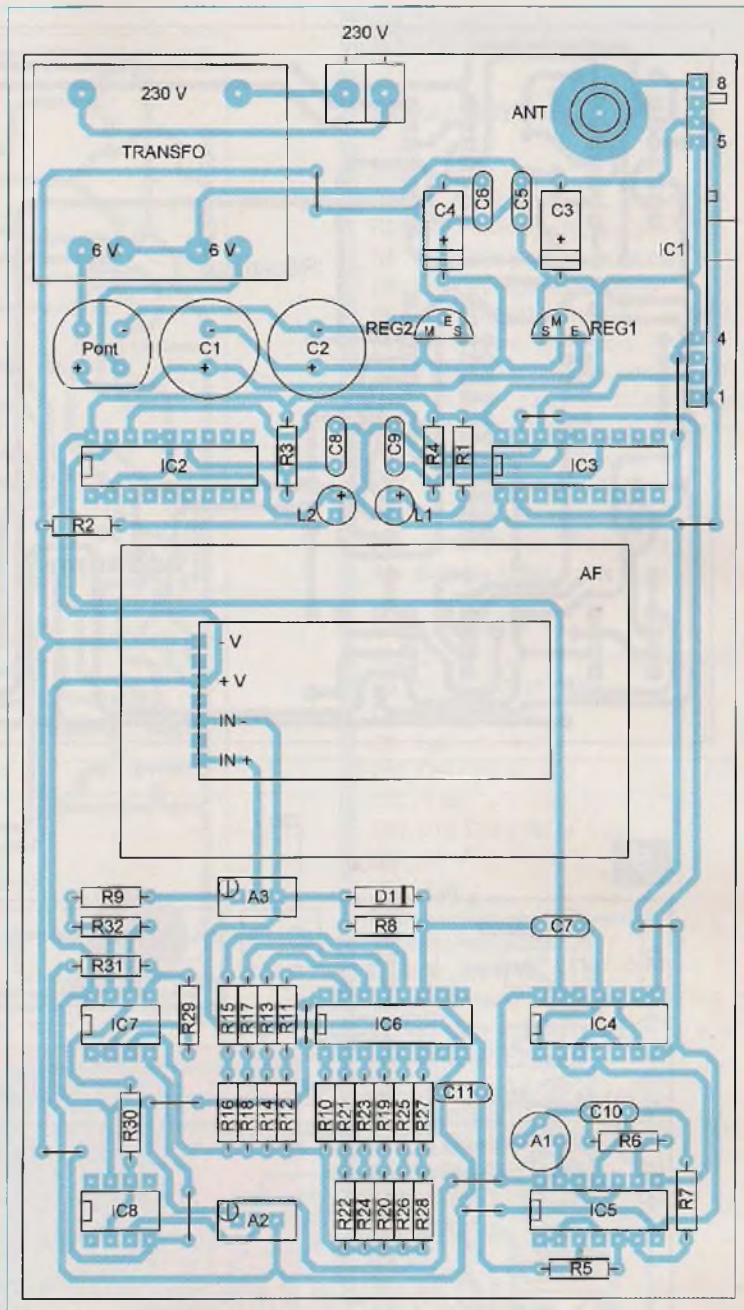 230 V
230 V
TRANSFO
6 V 6 V
ANT
8
5
C4 C6 C5 C3
+ +
IC1
4
1
REG2 M E S
S M E REG1
Pont - +
C1 - +
C2 - +
IC2
R3 C8 C9 R4 R1
IC3
L2 + + L1
R2
AF
- V
+ V
IN -
IN +
R9 A3 D1
R32 R8 C7
R31
IC7 R29 R15 R17 R13 R11 IC6 IC4
R30 R16 R18 R14 R12 R10 R21 R23 R19 R25 R27 C11 A1 C10 R6
IC8 A2 R22 R24 R20 R26 R28 IC5 R7
R5